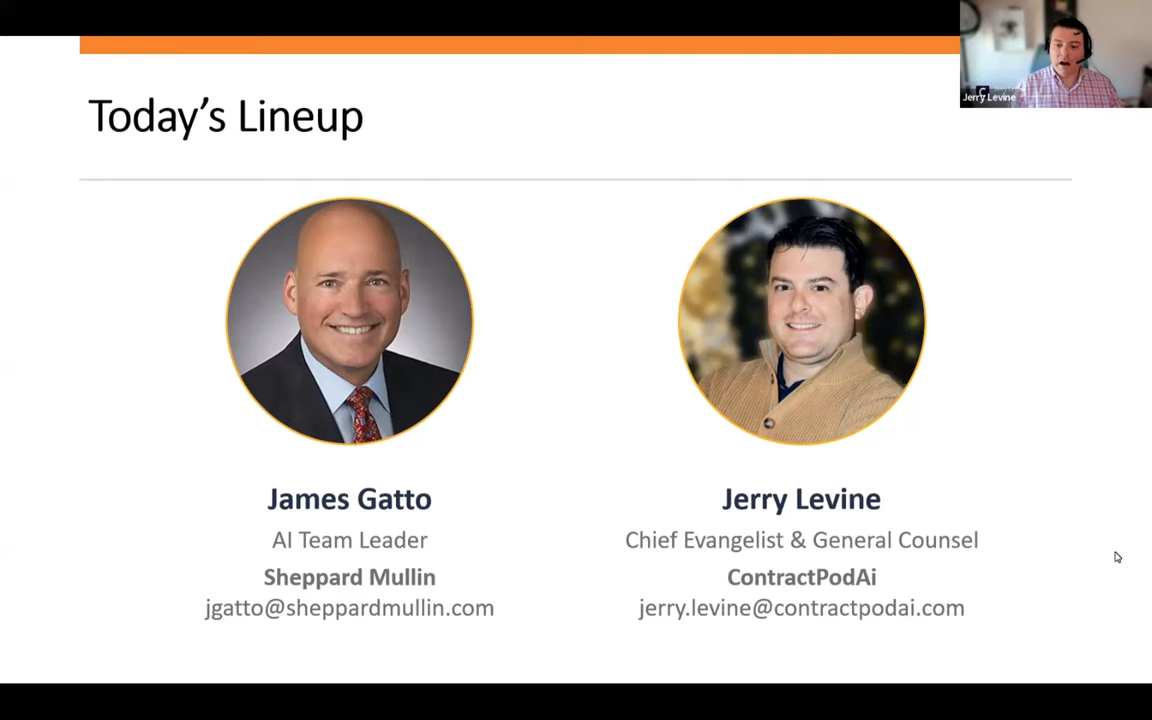 Today's Lineup
Jerry Levine
James Gatto
AI Team Leader
Sheppard Mullin
jgatto@sheppardmullin.com
Jerry Levine
Chief Evangelist & General Counsel
ContractPodAi
jerry.levine@contractpodai.com